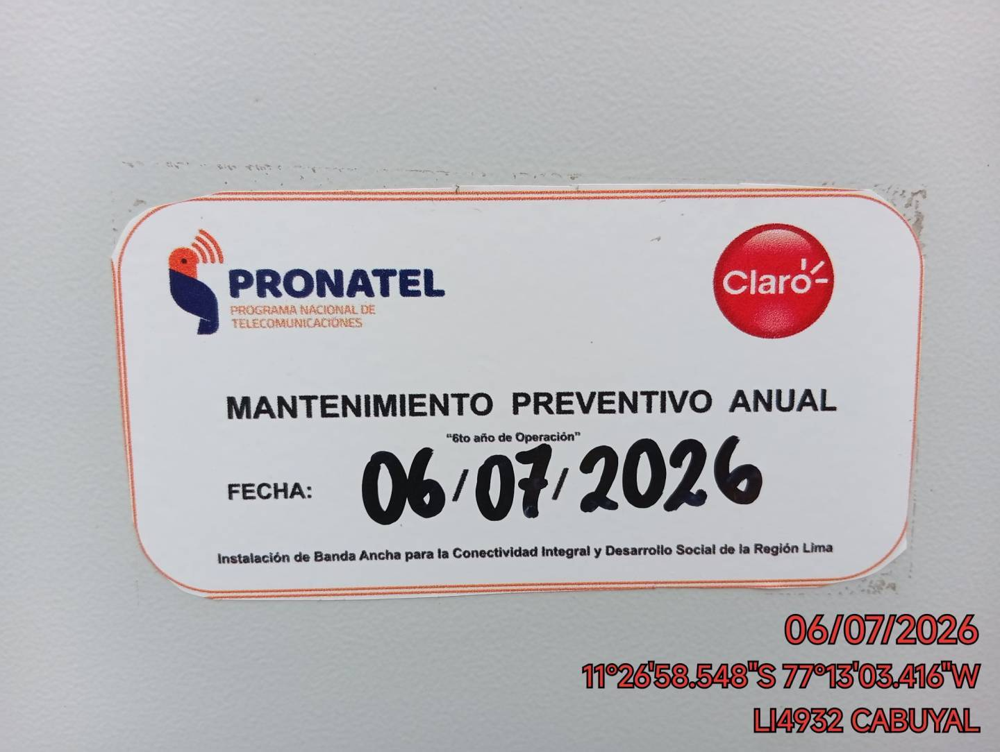 PRONATEL
PROGRAMA NACIONAL DE
TELECOMUNICACIONES
Claro
MANTENIMIENTO PREVENTIVO ANUAL
"6to año de Operación"
FECHA: 06/07/2026
Instalación de Banda Ancha para la Conectividad Integral y Desarrollo Social de la Región Lima
06/07/2026
11°26'58.548"S 77°13'03.416"W
LI4932 CABUYAL